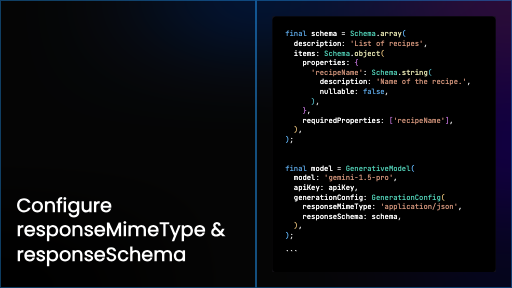 Configure
responseMimeType &
responseSchema
final schema = Schema.array(
  description: 'List of recipes',
  items: Schema.object(
    properties: {
      'recipeName': Schema.string(
        description: 'Name of the recipe.',
        nullable: false,
      ),
    },
    requiredProperties: ['recipeName'],
  ),
);
final model = GenerativeModel(
  model: 'gemini-1.5-pro',
  apiKey: apiKey,
  generationConfig: GenerationConfig(
    responseMimeType: 'application/json',
    responseSchema: schema,
  ),
);
...